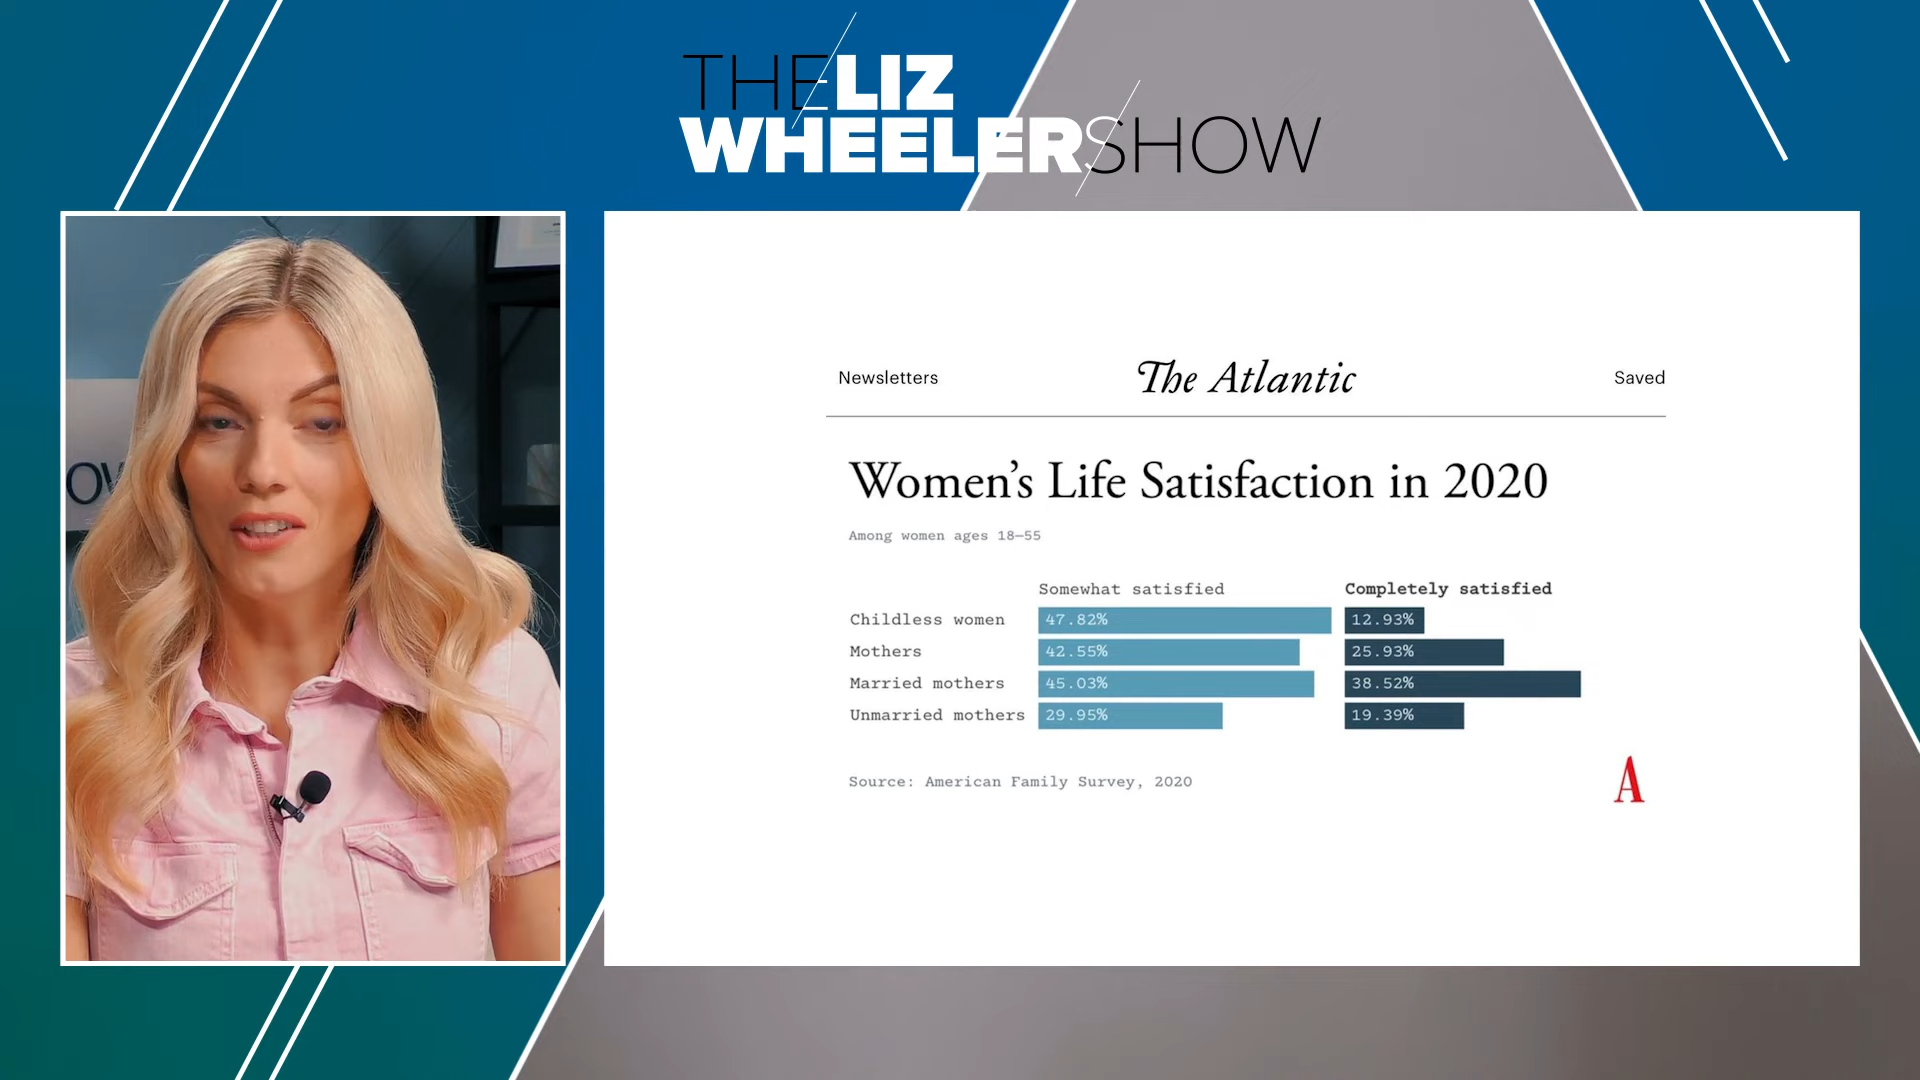 THE LIZ
WHEELER SHOW
OW
Newsletters
The Atlantic
Saved
Women's Life Satisfaction in 2020
Among women ages 18—55
Somewhat satisfied Completely satisfied
Childless women 47.82% 12.93%
Mothers 42.55% 25.93%
Married mothers 45.03% 38.52%
Unmarried mothers 29.95% 19.39%
Source: American Family Survey, 2020
A